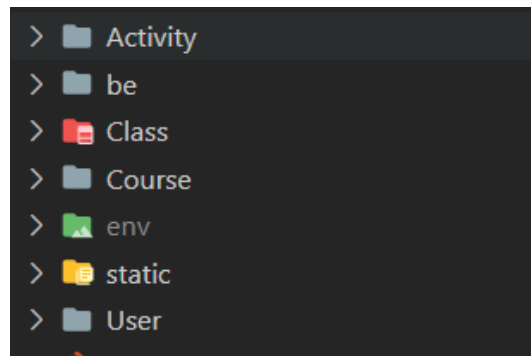 Activity
be
Class
Course
env
static
User